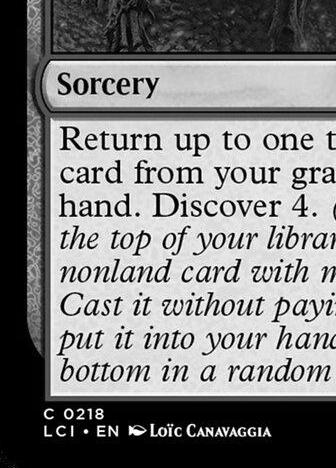 Sorcery
Return up to one t
card from your gra
hand. Discover 4. (
the top of your librar
nonland card with m
Cast it without payin
put it into your hand
bottom in a random
C 0218
LCI • EN Loïc Canavaggia